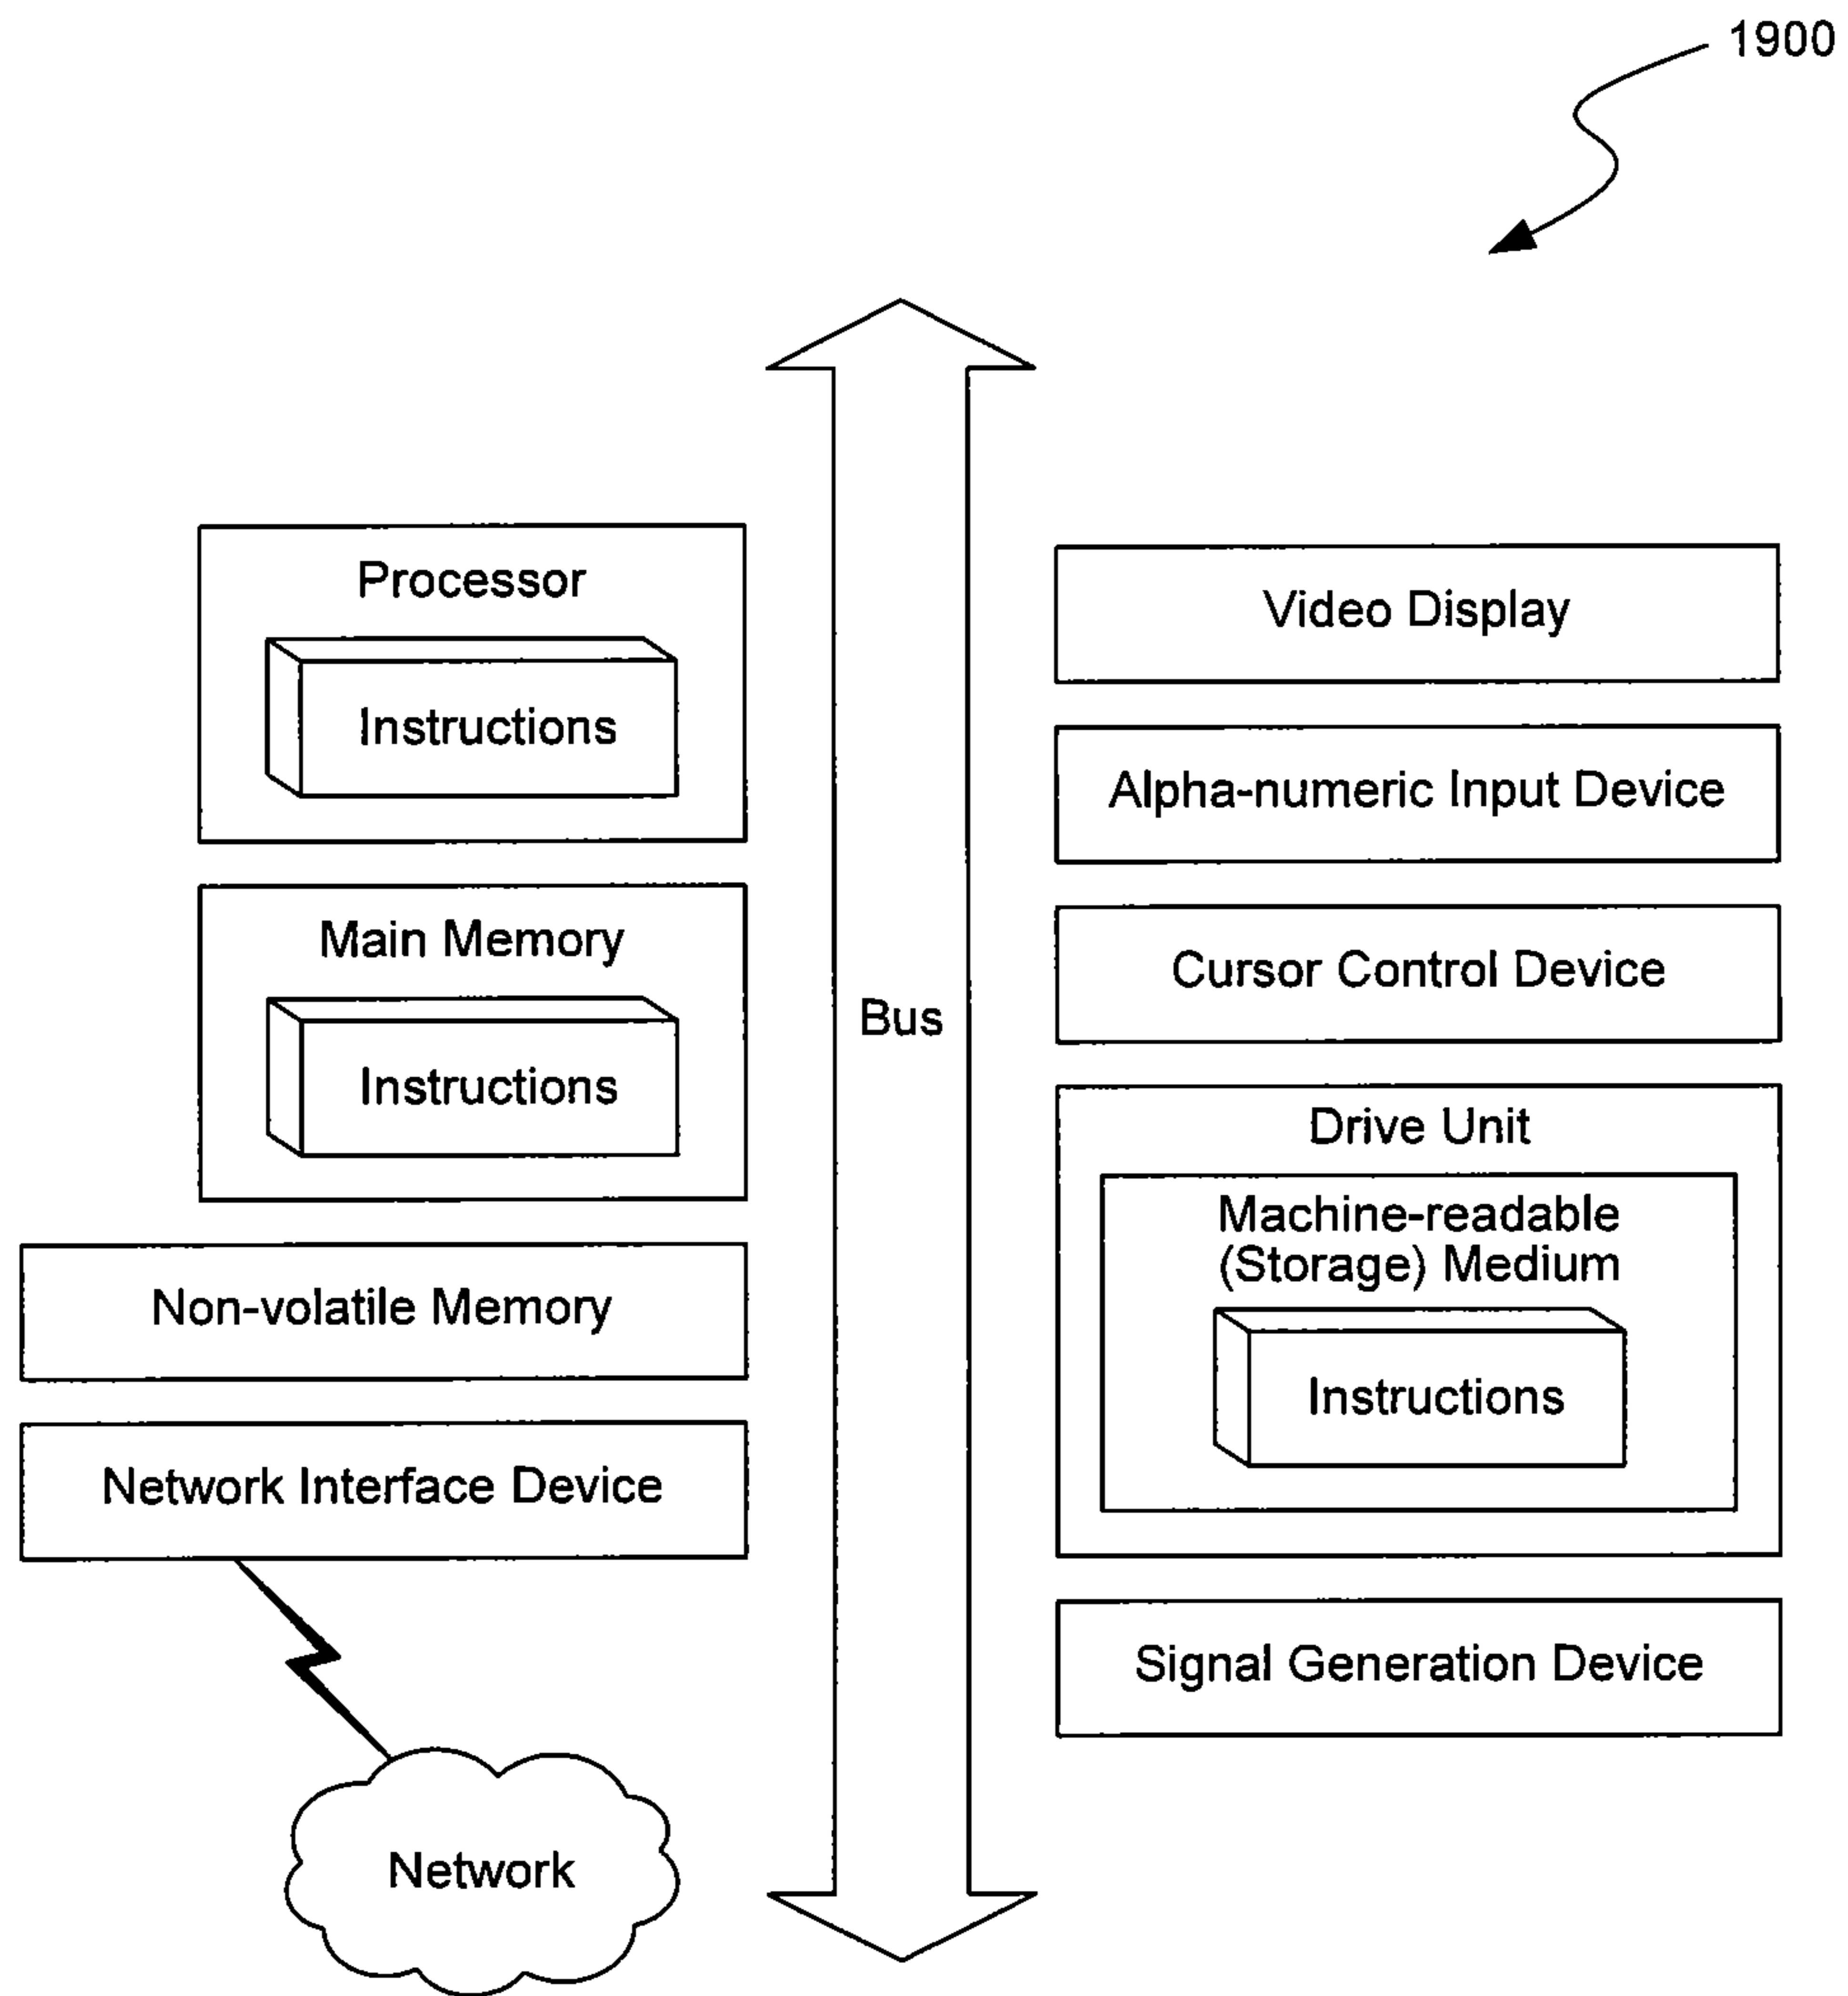 1900
Processor
Instructions
Main Memory
Instructions
Non-volatile Memory
Network Interface Device
Network
Bus
Video Display
Alpha-numeric Input Device
Cursor Control Device
Drive Unit
Machine-readable
(Storage) Medium
Instructions
Signal Generation Device